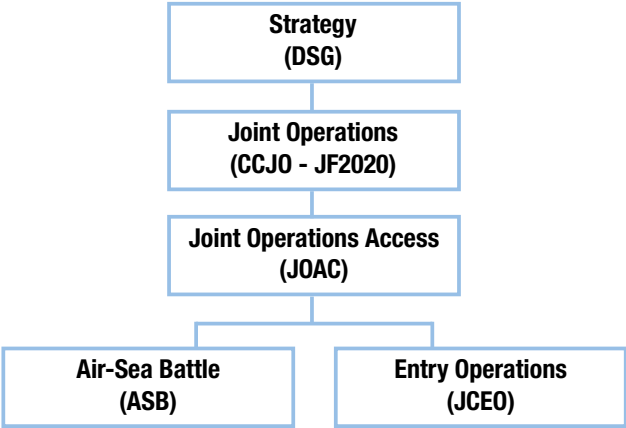 Strategy
(DSG)
Joint Operations
(CCJO - JF2020)
Joint Operations Access
(JOAC)
Air-Sea Battle
(ASB)
Entry Operations
(JCEO)